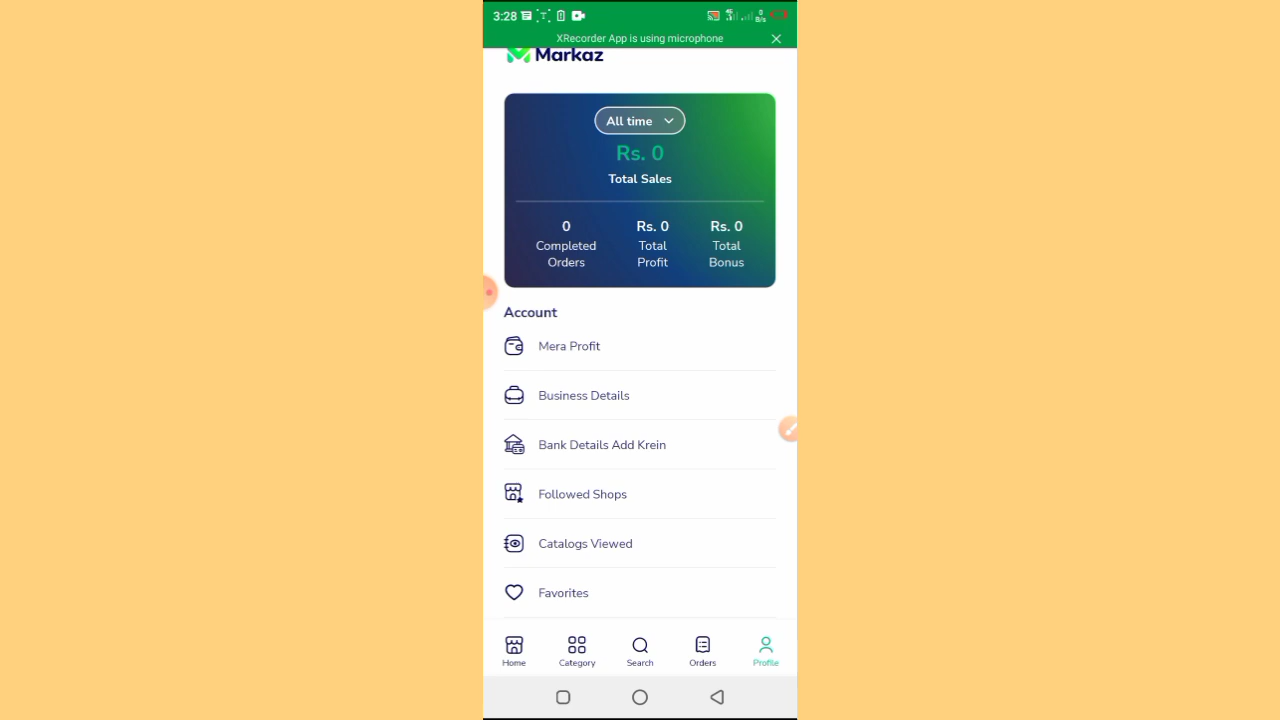 3:28
0
B/s
XRecorder App is using microphone
Markaz
All time
Rs. 0
Total Sales
0
Completed
Orders
Rs. 0
Total
Profit
Rs. 0
Total
Bonus
Account
Mera Profit
Business Details
Bank Details Add Krein
Followed Shops
Catalogs Viewed
Favorites
Home
Category
Search
Orders
Profile